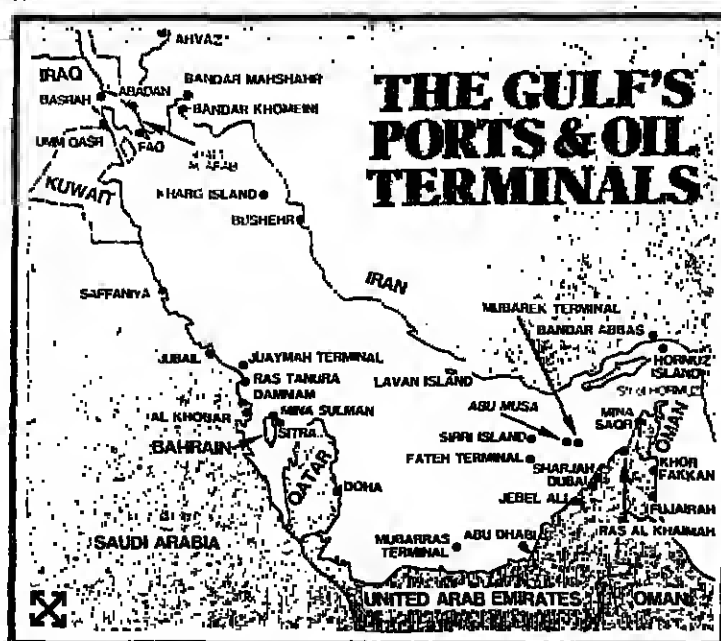 THE GULF'S
PORTS & OIL
TERMINALS
AHVAZ
IRAQ
ABADAN
BANDAR MAHSHAHR
BASRAH
BANDAR KHOMEINI
UMM QASR
FAO
KUWAIT
KHARG ISLAND
BUSHEHR
IRAN
SAFFANIYA
MUBAREK TERMINAL
BANDAR ABBAS
JUBAIL
JUAYMAH TERMINAL
HORMUZ
ISLAND
RAS TANURA
LAVAN ISLAND
DAMNAM
ABU MUSA
AL KHOBAR
MINA SULMAN
MINA
SAQR
OMAN
SITRA
SIRRI ISLAND
BAHRAIN
FATEH TERMINAL
QATAR
SHARJAH
KHOR
FAKKAN
DUBAI
DOHA
JEBEL ALI
FUJAIRAH
RAS AL KHAIMAH
SAUDI ARABIA
MUBARRAS
TERMINAL
ABU DHABI
UNITED ARAB EMIRATES
OMAN